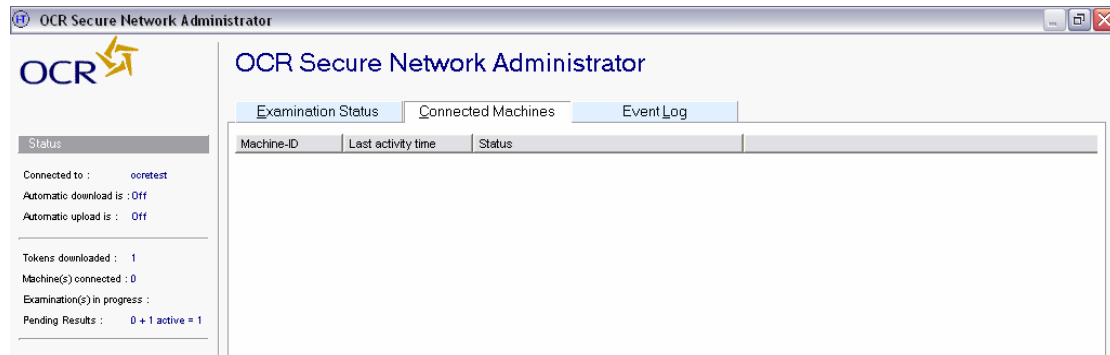 OCR Secure Network Administrator
OCR
OCR Secure Network Administrator
Examination Status Connected Machines Event Log
Status
Machine-ID Last activity time Status
Connected to : ocretest
Automatic download is : Off
Automatic upload is : Off
Tokens downloaded : 1
Machine(s) connected : 0
Examination(s) in progress :
Pending Results : 0 + 1 active = 1